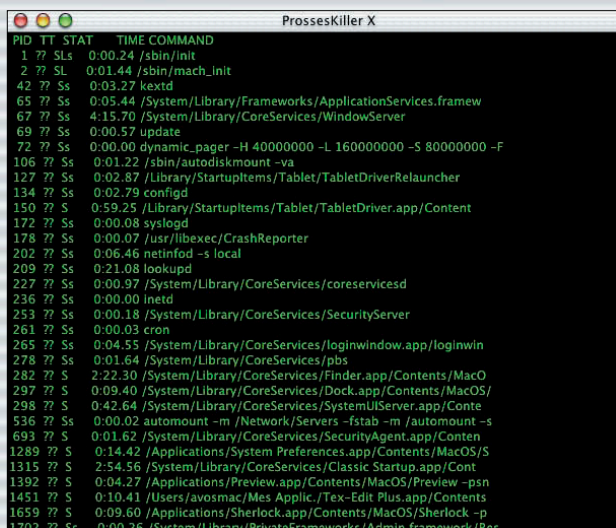 ProssesKiller X
PID TT STAT TIME COMMAND
1 ?? SLs 0:00.24 /sbin/init
2 ?? SL 0:01.44 /sbin/mach_init
42 ?? Ss 0:03.27 kextd
65 ?? Ss 0:05.44 /System/Library/Frameworks/ApplicationServices.framew
67 ?? Ss 4:15.70 /System/Library/CoreServices/WindowServer
69 ?? Ss 0:00.57 update
72 ?? Ss 0:00.00 dynamic_pager -H 40000000 -L 160000000 -S 80000000 -F
106 ?? Ss 0:01.22 /sbin/autodiskmount -va
127 ?? Ss 0:02.87 /Library/StartupItems/Tablet/TabletDriverRelauncher
134 ?? Ss 0:02.79 configd
150 ?? S 0:59.25 /Library/StartupItems/Tablet/TabletDriver.app/Content
172 ?? Ss 0:00.08 syslogd
178 ?? Ss 0:00.07 /usr/libexec/CrashReporter
202 ?? Ss 0:06.46 netinfod -s local
209 ?? Ss 0:21.08 lookupd
227 ?? Ss 0:00.97 /System/Library/CoreServices/coreservicesd
236 ?? Ss 0:00.00 inetd
253 ?? Ss 0:00.18 /System/Library/CoreServices/SecurityServer
261 ?? Ss 0:00.03 cron
265 ?? Ss 0:04.55 /System/Library/CoreServices/loginwindow.app/loginwin
278 ?? Ss 0:01.64 /System/Library/CoreServices/pbs
282 ?? S 2:22.30 /System/Library/CoreServices/Finder.app/Contents/MacO
297 ?? S 0:09.40 /System/Library/CoreServices/Dock.app/Contents/MacOS/
298 ?? S 0:42.64 /System/Library/CoreServices/SystemUIServer.app/Conte
536 ?? Ss 0:00.02 automount -m /Network/Servers -fstab -m /automount -s
693 ?? S 0:01.62 /System/Library/CoreServices/SecurityAgent.app/Conten
1289 ?? S 0:14.42 /Applications/System Preferences.app/Contents/MacOS/S
1315 ?? S 2:54.56 /System/Library/CoreServices/Classic Startup.app/Cont
1392 ?? S 0:04.27 /Applications/Preview.app/Contents/MacOS/Preview -psn
1451 ?? S 0:10.41 /Users/avosmac/Mes Applic./Tex-Edit Plus.app/Contents
1659 ?? S 0:09.60 /Applications/Sherlock.app/Contents/MacOS/Sherlock -p
1702 ?? Ss 0:00.26 /System/Library/PrivateFrameworks/Admin.framework/Res